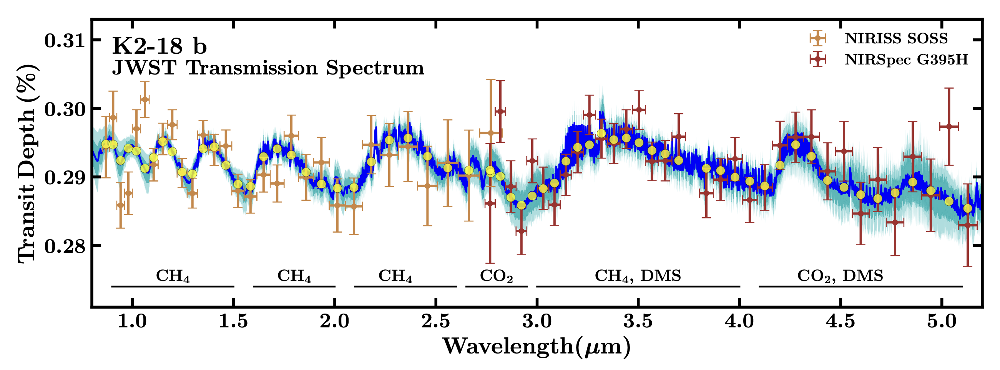 K2-18 b
JWST Transmission Spectrum
NIRISS SOSS
NIRSpec G395H
Transit Depth (%)
0.31
0.30
0.29
0.28
CH₄
CH₄
CH₄
CO₂
CH₄, DMS
CO₂, DMS
1.0 1.5 2.0 2.5 3.0 3.5 4.0 4.5 5.0
Wavelength(μm)